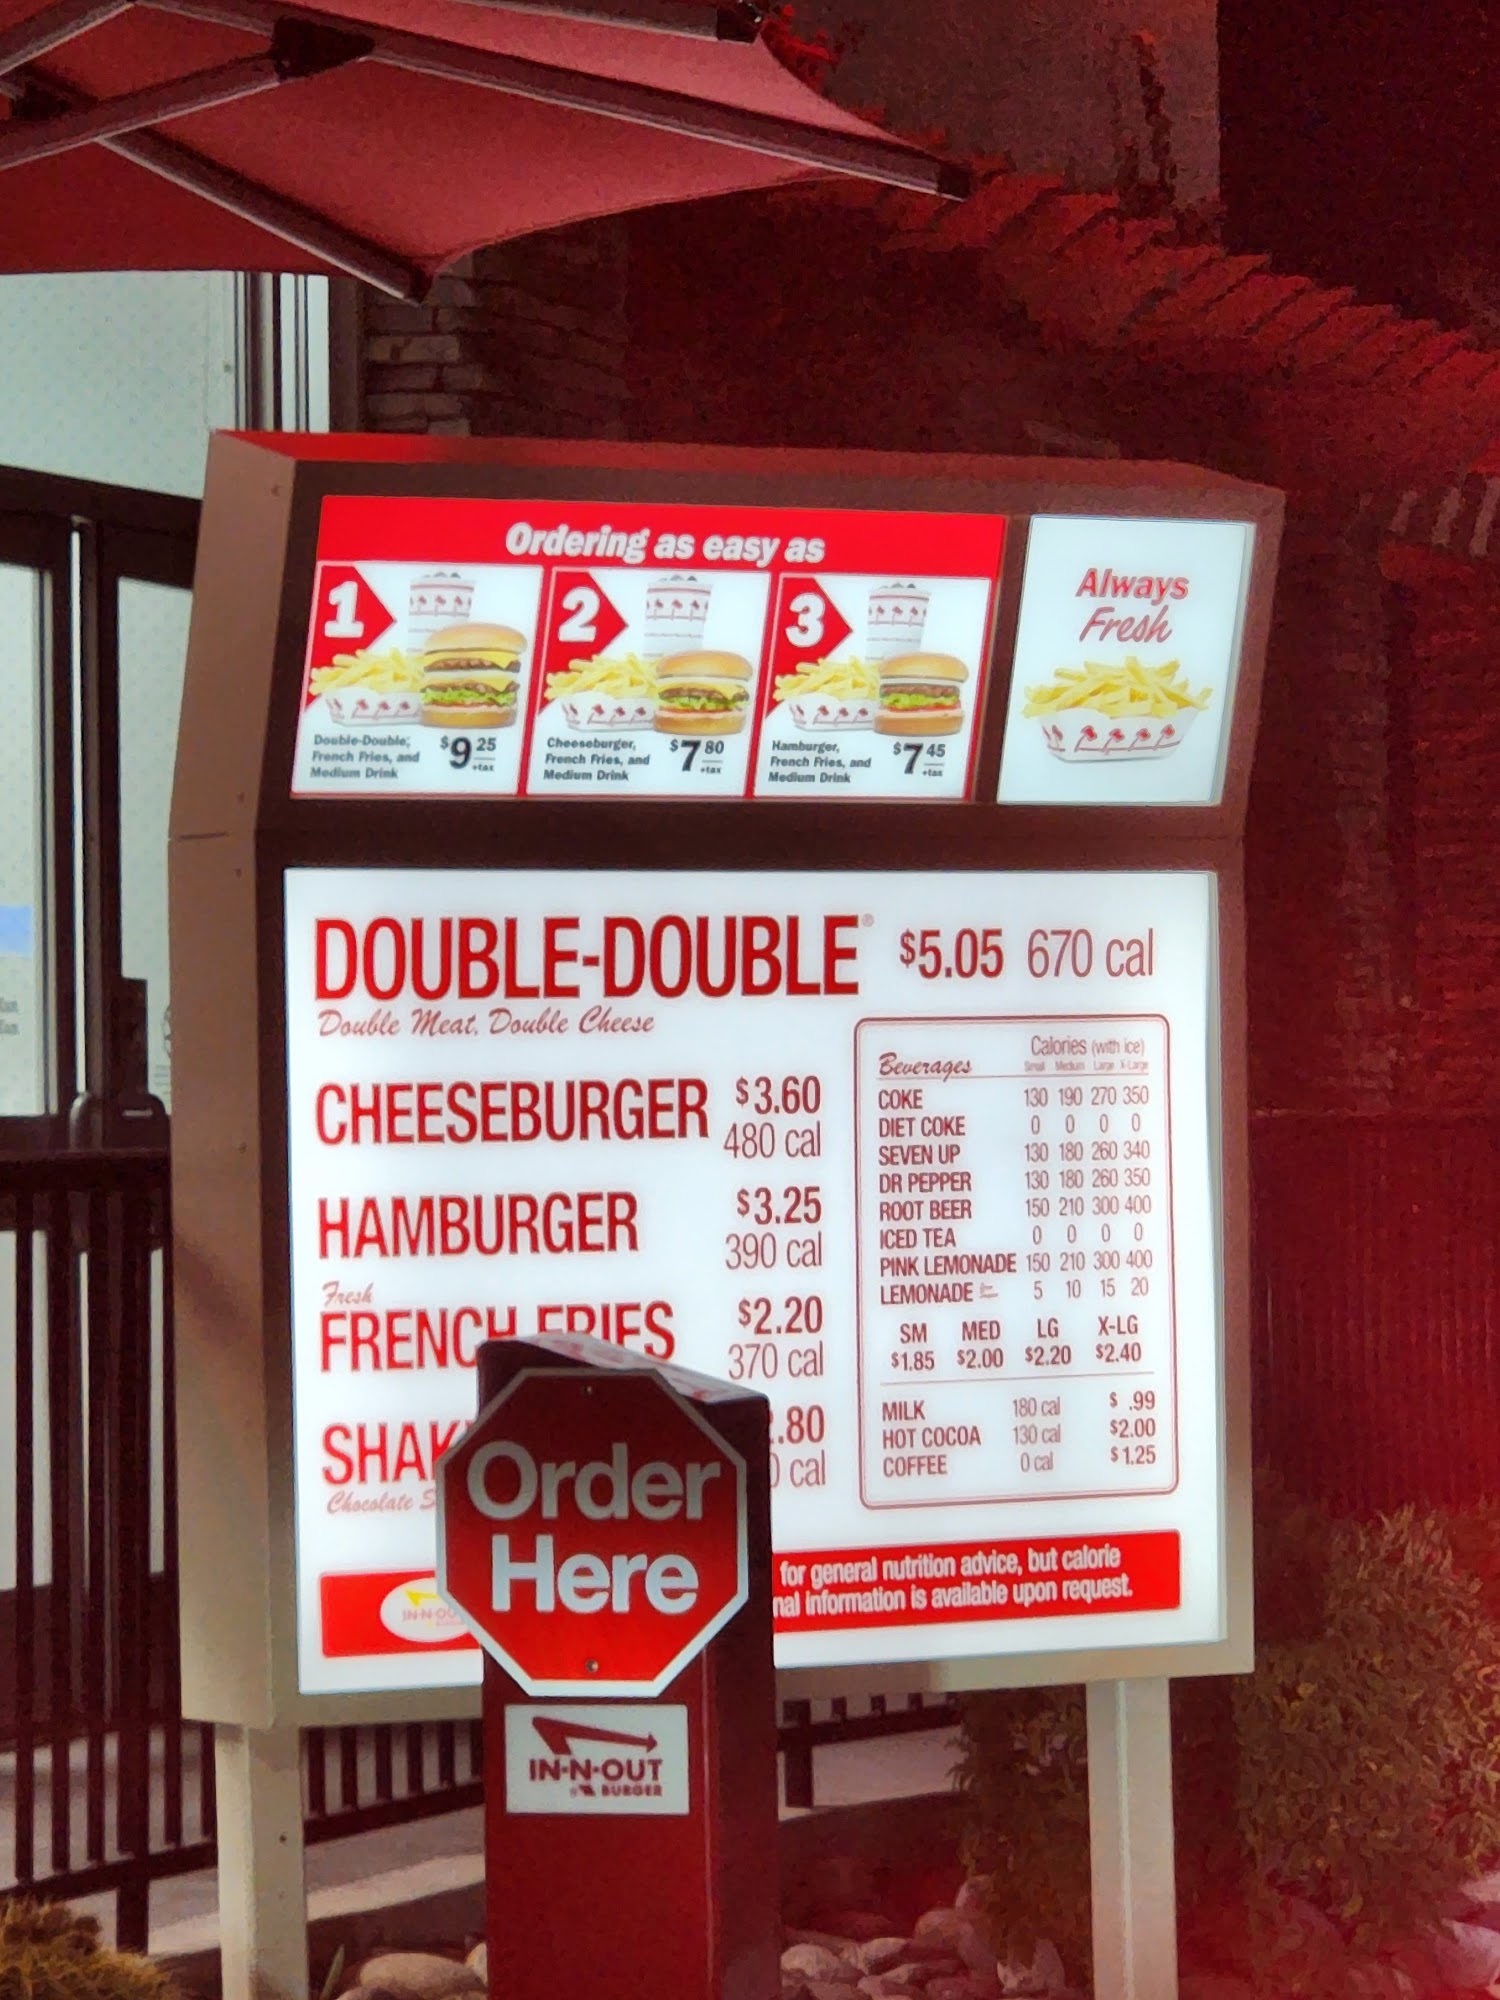 Ordering as easy as
1
Double-Double,
French Fries, and
Medium Drink
$9 25
+tax
2
Cheeseburger,
French Fries, and
Medium Drink
$7 80
+tax
3
Hamburger,
French Fries, and
Medium Drink
$7 45
+tax
Always
Fresh
DOUBLE-DOUBLE® $5.05 670 cal
Double Meat, Double Cheese
CHEESEBURGER $3.60
480 cal
HAMBURGER $3.25
390 cal
Fresh
FRENCH FRIES $2.20
370 cal
SHAK .80
cal
Chocolate S
Beverages Calories (with ice)
Small Medium Large X-Large
COKE 130 190 270 350
DIET COKE 0 0 0 0
SEVEN UP 130 180 260 340
DR PEPPER 130 180 260 350
ROOT BEER 150 210 300 400
ICED TEA 0 0 0 0
PINK LEMONADE 150 210 300 400
LEMONADE 5 10 15 20
SM MED LG X-LG
$1.85 $2.00 $2.20 $2.40
MILK 180 cal $ .99
HOT COCOA 130 cal $2.00
COFFEE 0 cal $1.25
IN-N-OU
for general nutrition advice, but calorie
nal information is available upon request.
Order
Here
IN-N-OUT
BURGER